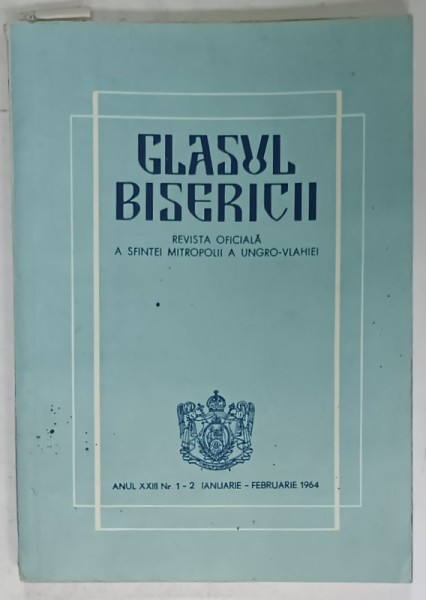 GLASUL
BISERICII
REVISTA OFICIALĂ
A SFINTEI MITROPOLII A UNGRO-VLAHIEI
ANUL XXIII Nr. 1 - 2 IANUARIE - FEBRUARIE 1964